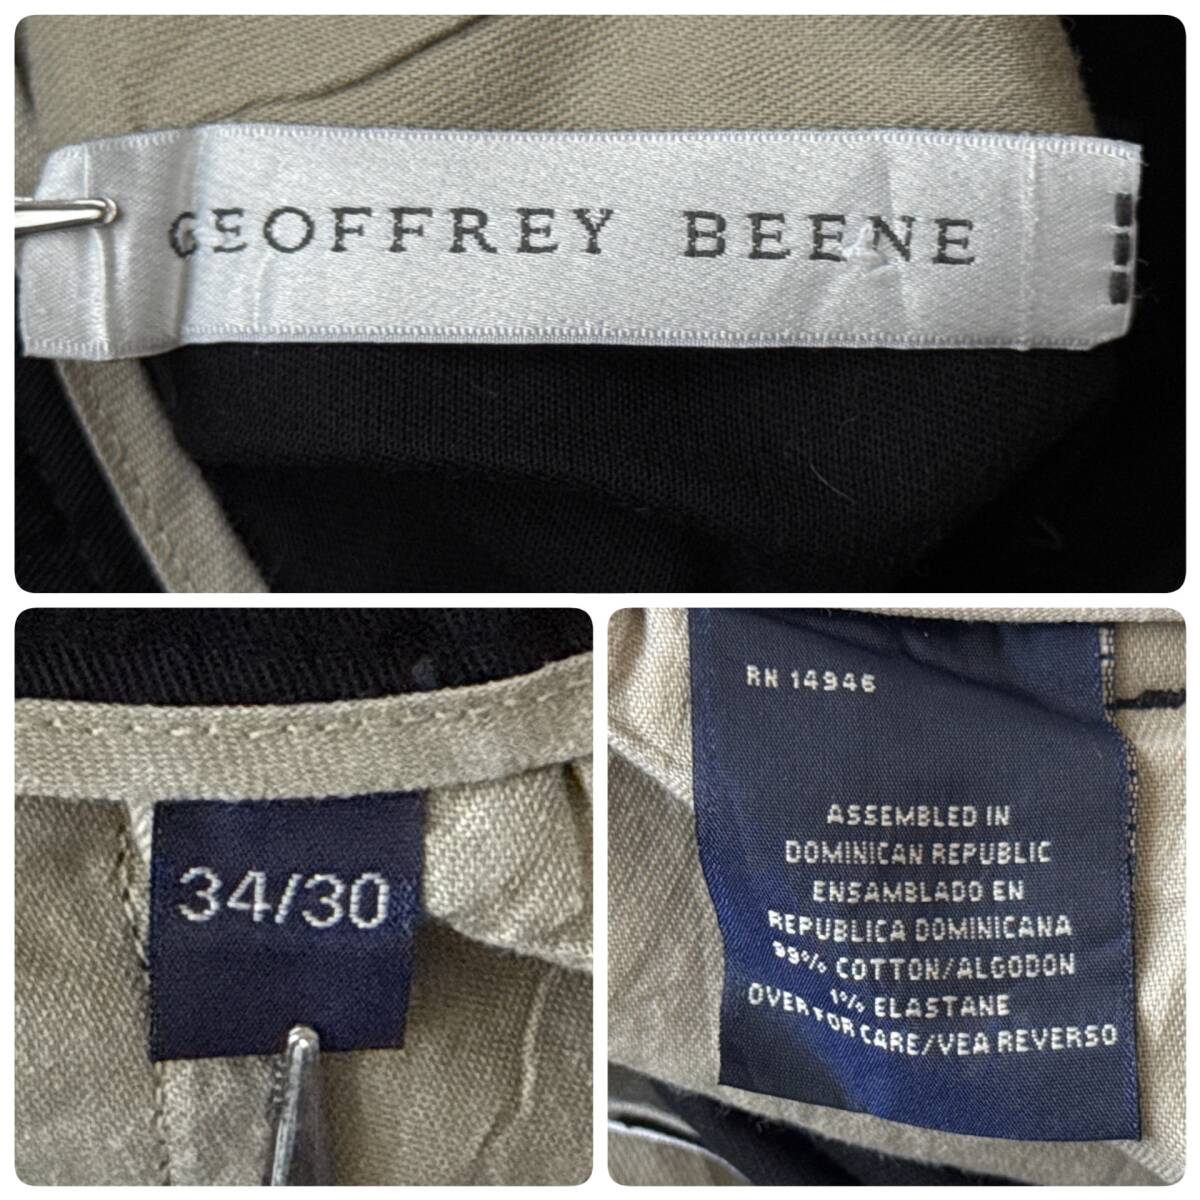 GEOFFREY BEENE
34/30
RN 14946
ASSEMBLED IN
DOMINICAN REPUBLIC
ENSAMBLADO EN
REPUBLICA DOMINICANA
99% COTTON/ALGODON
1% ELASTANE
OVER FOR CARE/VEA REVERSO